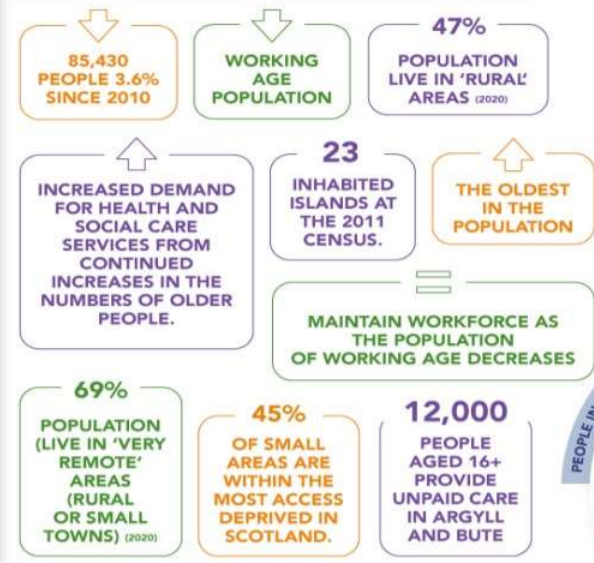 85,430
PEOPLE 3.6%
SINCE 2010
WORKING
AGE
POPULATION
47%
POPULATION
LIVE IN 'RURAL'
AREAS (2020)
INCREASED DEMAND
FOR HEALTH AND
SOCIAL CARE
SERVICES FROM
CONTINUED
INCREASES IN THE
NUMBERS OF OLDER
PEOPLE.
23
INHABITED
ISLANDS AT
THE 2011
CENSUS.
THE OLDEST
IN THE
POPULATION
MAINTAIN WORKFORCE AS
THE POPULATION
OF WORKING AGE DECREASES
69%
POPULATION
(LIVE IN 'VERY
REMOTE'
AREAS
(RURAL
OR SMALL
TOWNS) (2020)
45%
OF SMALL
AREAS ARE
WITHIN THE
MOST ACCESS
DEPRIVED IN
SCOTLAND.
12,000
PEOPLE
AGED 16+
PROVIDE
UNPAID CARE
IN ARGYLL
AND BUTE
PEOPLE IN